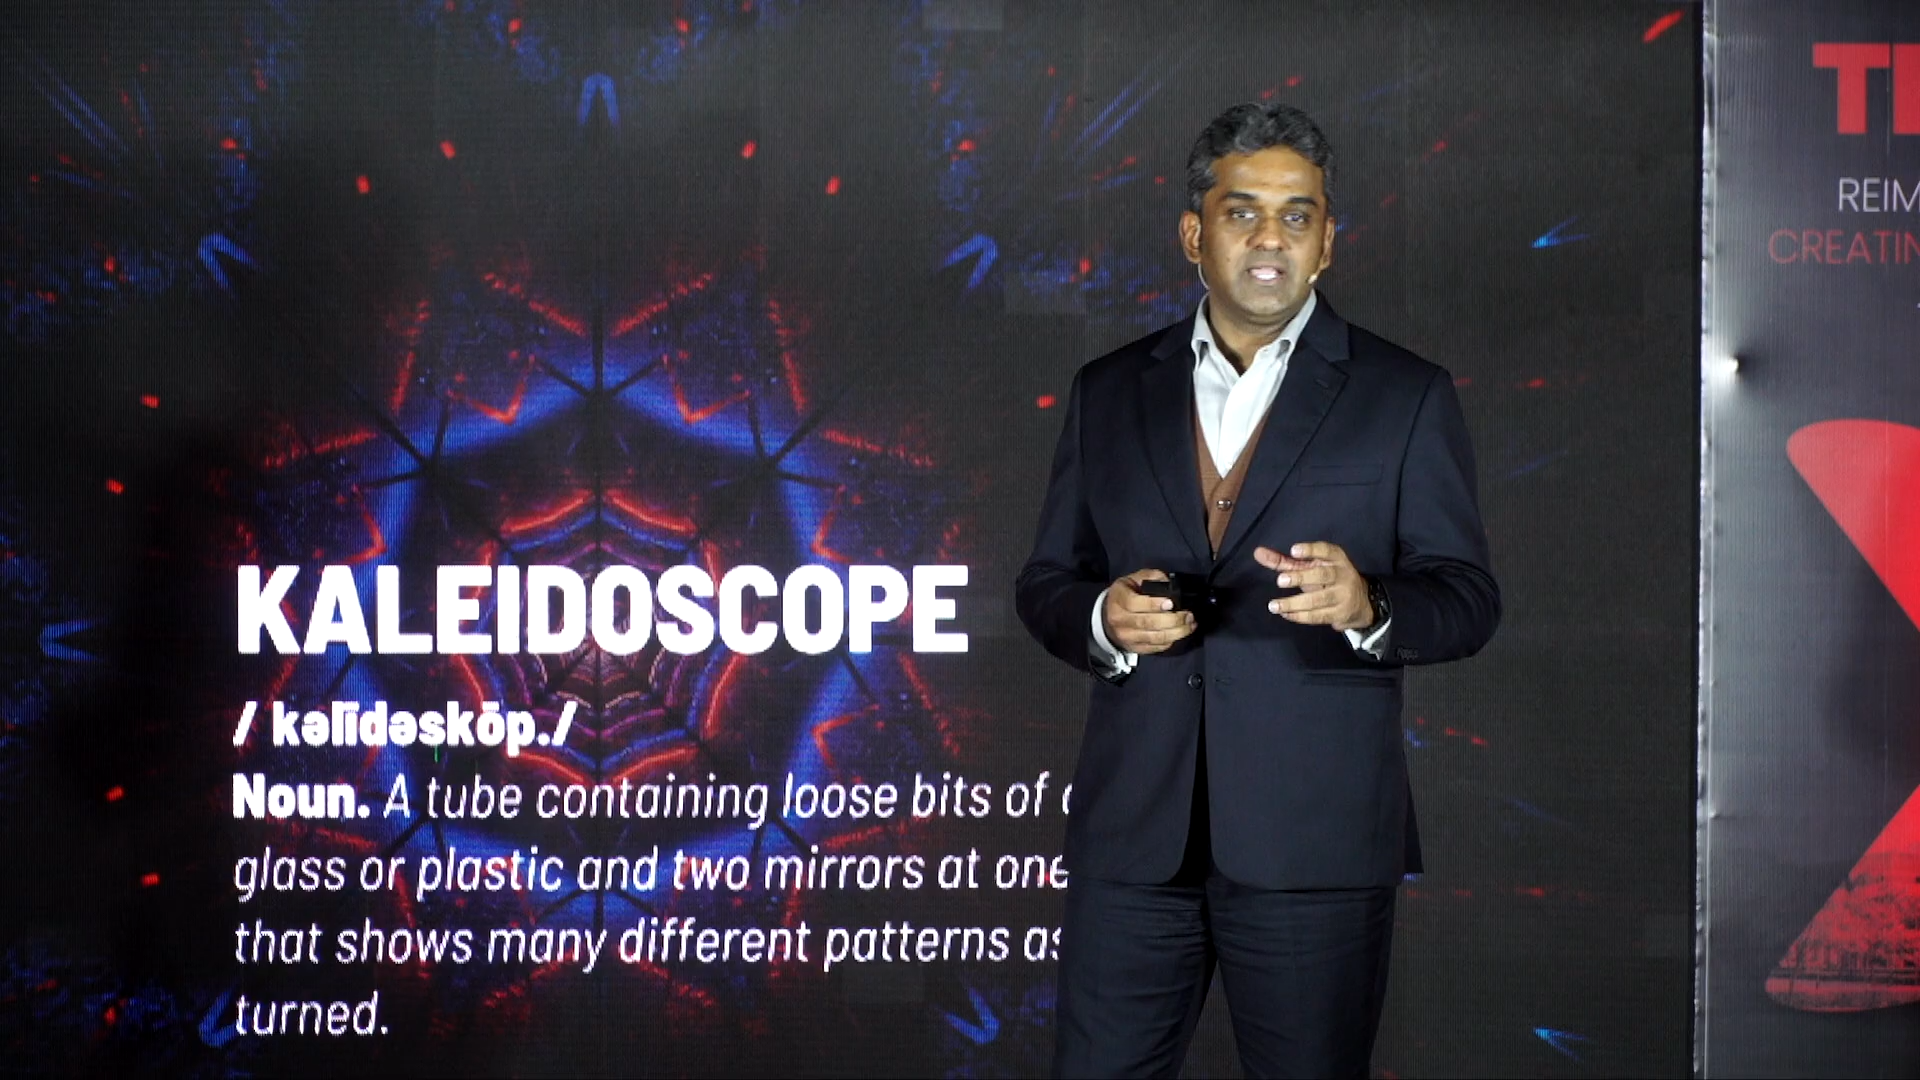 KALEIDOSCOPE
/ kəlīdəskōp./
Noun. A tube containing loose bits of
glass or plastic and two mirrors at one
that shows many different patterns as
turned.